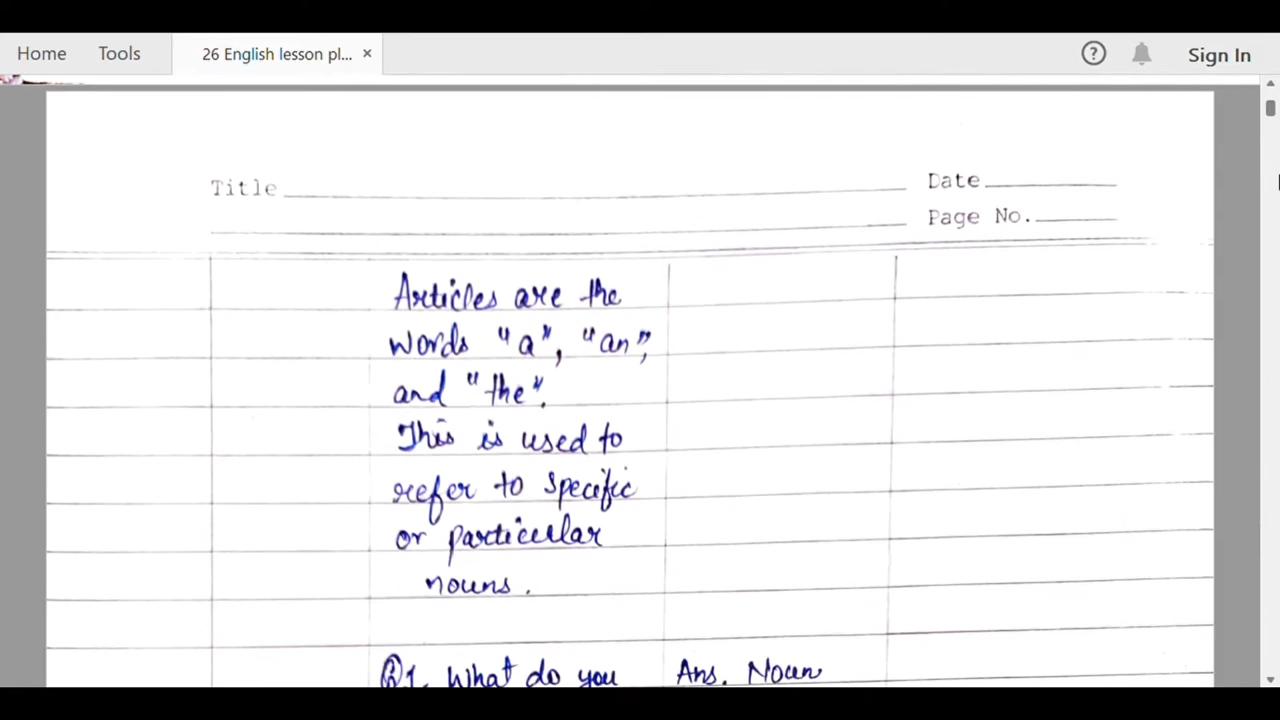 Home
Tools
26 English lesson pl...
×
?
Sign In
Title
Date
Page No.
Articles are the
words "a", "an",
and "the".
This is used to
refer to specific
or particular
nouns.
Q1. What do you
Ans. Noun